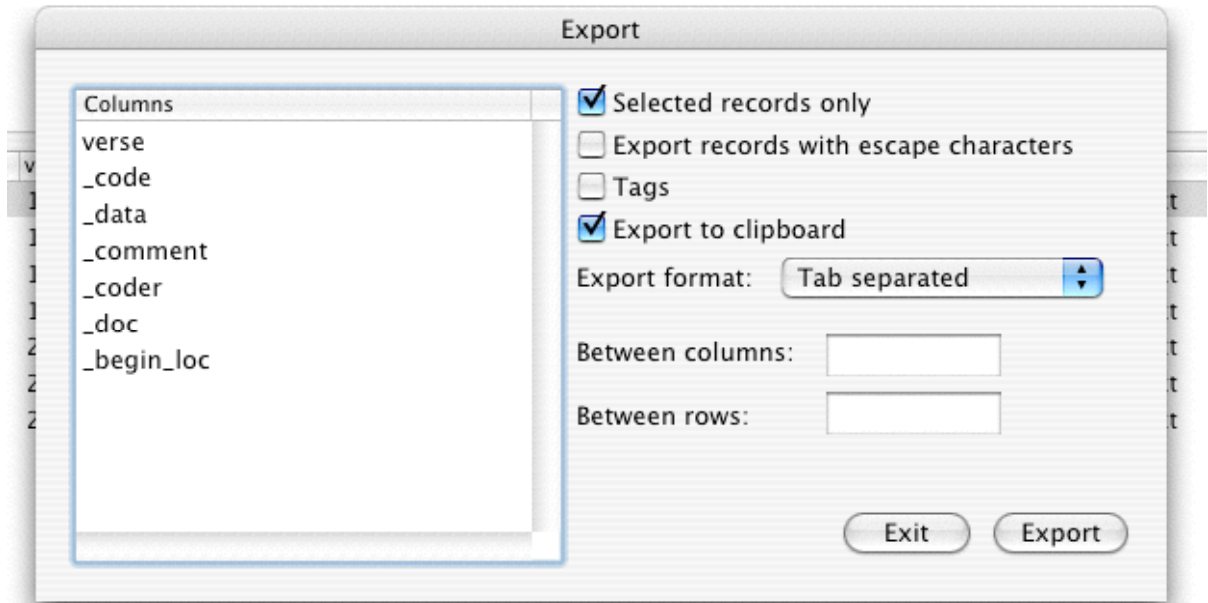 Export
Columns
verse
_code
_data
_comment
_coder
_doc
_begin_loc
Selected records only
Export records with escape characters
Tags
Export to clipboard
Export format: Tab separated
Between columns:
Between rows:
Exit Export